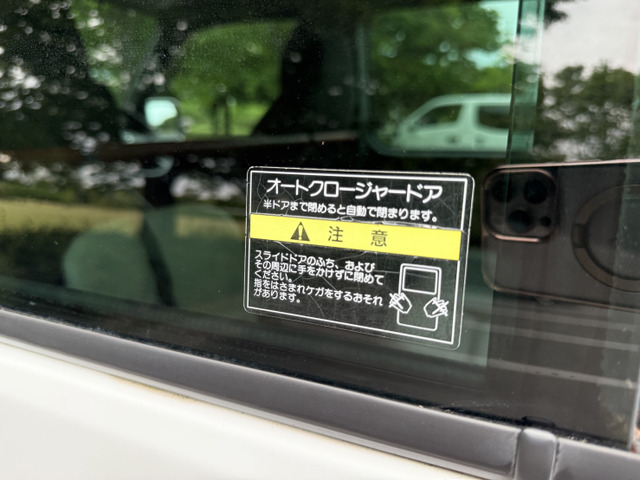 オートクロージャードア
半ドアまで閉めると自動で閉まります。
注意
スライドドアのふち、および
その周辺に手をかけずに閉めて
ください。
指をはさまれケガをするおそれ
があります。